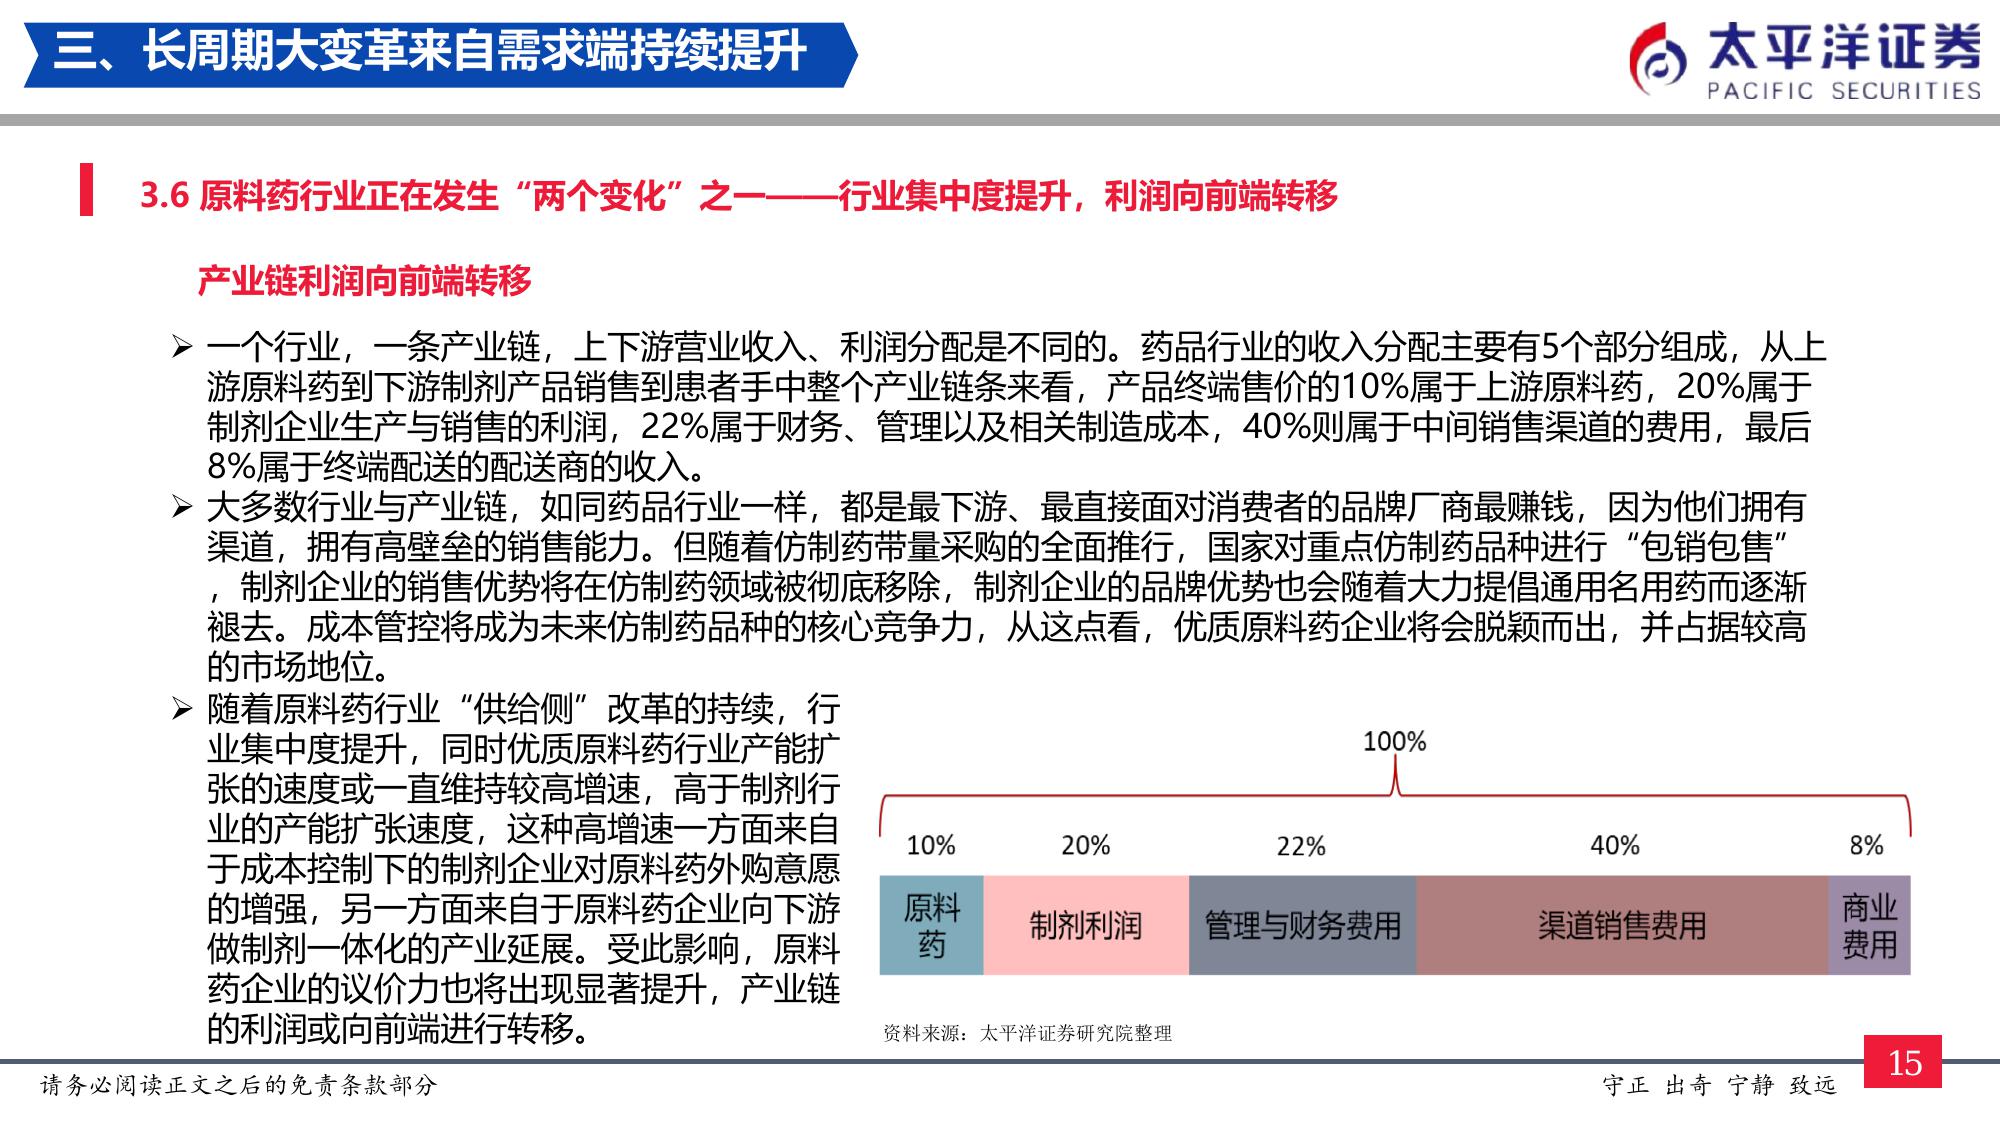 三、长周期大变革来自需求端持续提升
太平洋证券
PACIFIC SECURITIES
3.6 原料药行业正在发生“两个变化”之一——行业集中度提升，利润向前端转移
产业链利润向前端转移
➢ 一个行业，一条产业链，上下游营业收入、利润分配是不同的。药品行业的收入分配主要有5个部分组成，从上
游原料药到下游制剂产品销售到患者手中整个产业链条来看，产品终端售价的10%属于上游原料药，20%属于
制剂企业生产与销售的利润，22%属于财务、管理以及相关制造成本，40%则属于中间销售渠道的费用，最后
8%属于终端配送的配送商的收入。
➢ 大多数行业与产业链，如同药品行业一样，都是最下游、最直接面对消费者的品牌厂商最赚钱，因为他们拥有
渠道，拥有高壁垒的销售能力。但随着仿制药带量采购的全面推行，国家对重点仿制药品种进行“包销包售”
，制剂企业的销售优势将在仿制药领域被彻底移除，制剂企业的品牌优势也会随着大力提倡通用名用药而逐渐
褪去。成本管控将成为未来仿制药品种的核心竞争力，从这点看，优质原料药企业将会脱颖而出，并占据较高
的市场地位。
➢ 随着原料药行业“供给侧”改革的持续，行
业集中度提升，同时优质原料药行业产能扩
张的速度或一直维持较高增速，高于制剂行
业的产能扩张速度，这种高增速一方面来自
于成本控制下的制剂企业对原料药外购意愿
的增强，另一方面来自于原料药企业向下游
做制剂一体化的产业延展。受此影响，原料
药企业的议价力也将出现显著提升，产业链
的利润或向前端进行转移。
100%
10% 20% 22% 40% 8%
原料
药
制剂利润
管理与财务费用
渠道销售费用
商业
费用
资料来源：太平洋证券研究院整理
请务必阅读正文之后的免责条款部分
守正 出奇 宁静 致远
15